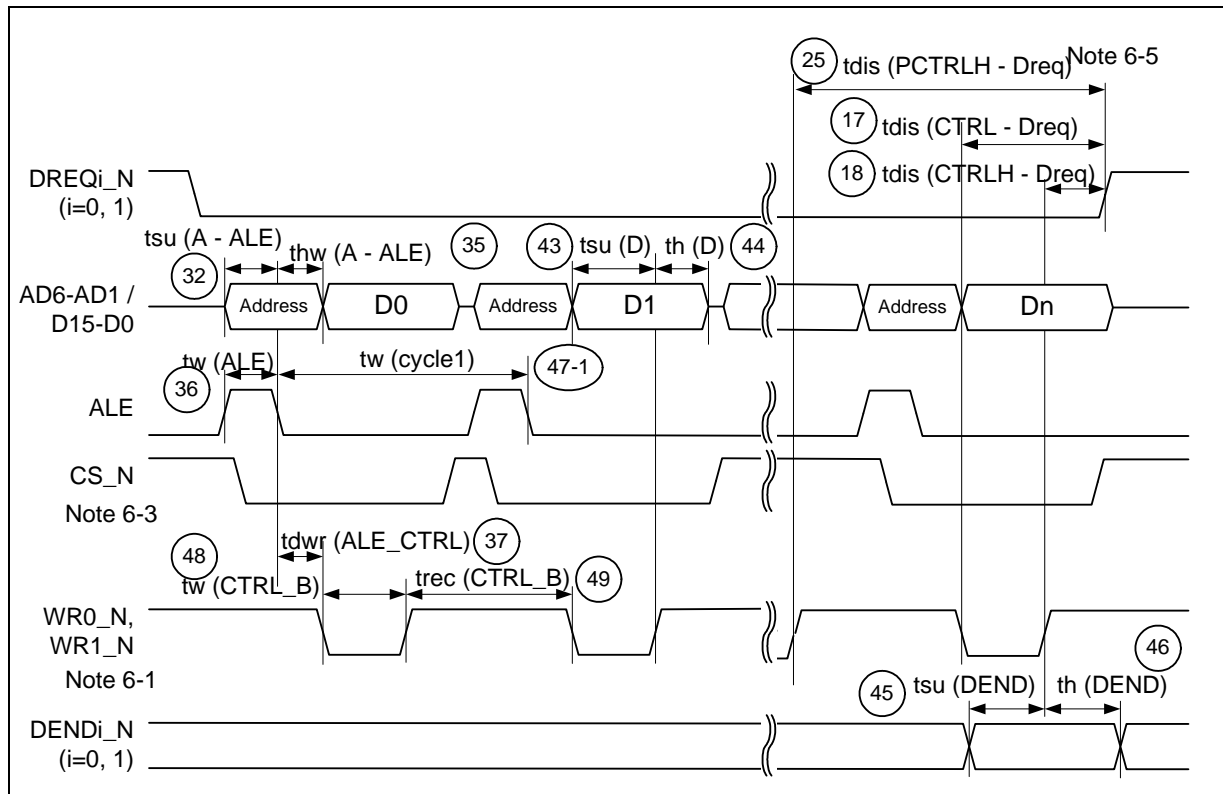 25 tdis (PCTRLH - Dreq) Note 6-5
17 tdis (CTRL - Dreq)
18 tdis (CTRLH - Dreq)
DREQi_N
(i=0, 1)
tsu (A - ALE)
thw (A - ALE)
35
43
tsu (D)
th (D)
44
32
AD6-AD1 /
D15-D0
Address
D0
Address
D1
Address
Dn
tw (ALE)
tw (cycle1)
47-1
36
ALE
CS_N
Note 6-3
tdwr (ALE_CTRL)
37
48
tw (CTRL_B)
trec (CTRL_B)
49
WR0_N,
WR1_N
Note 6-1
46
45
tsu (DEND)
th (DEND)
DENDi_N
(i=0, 1)